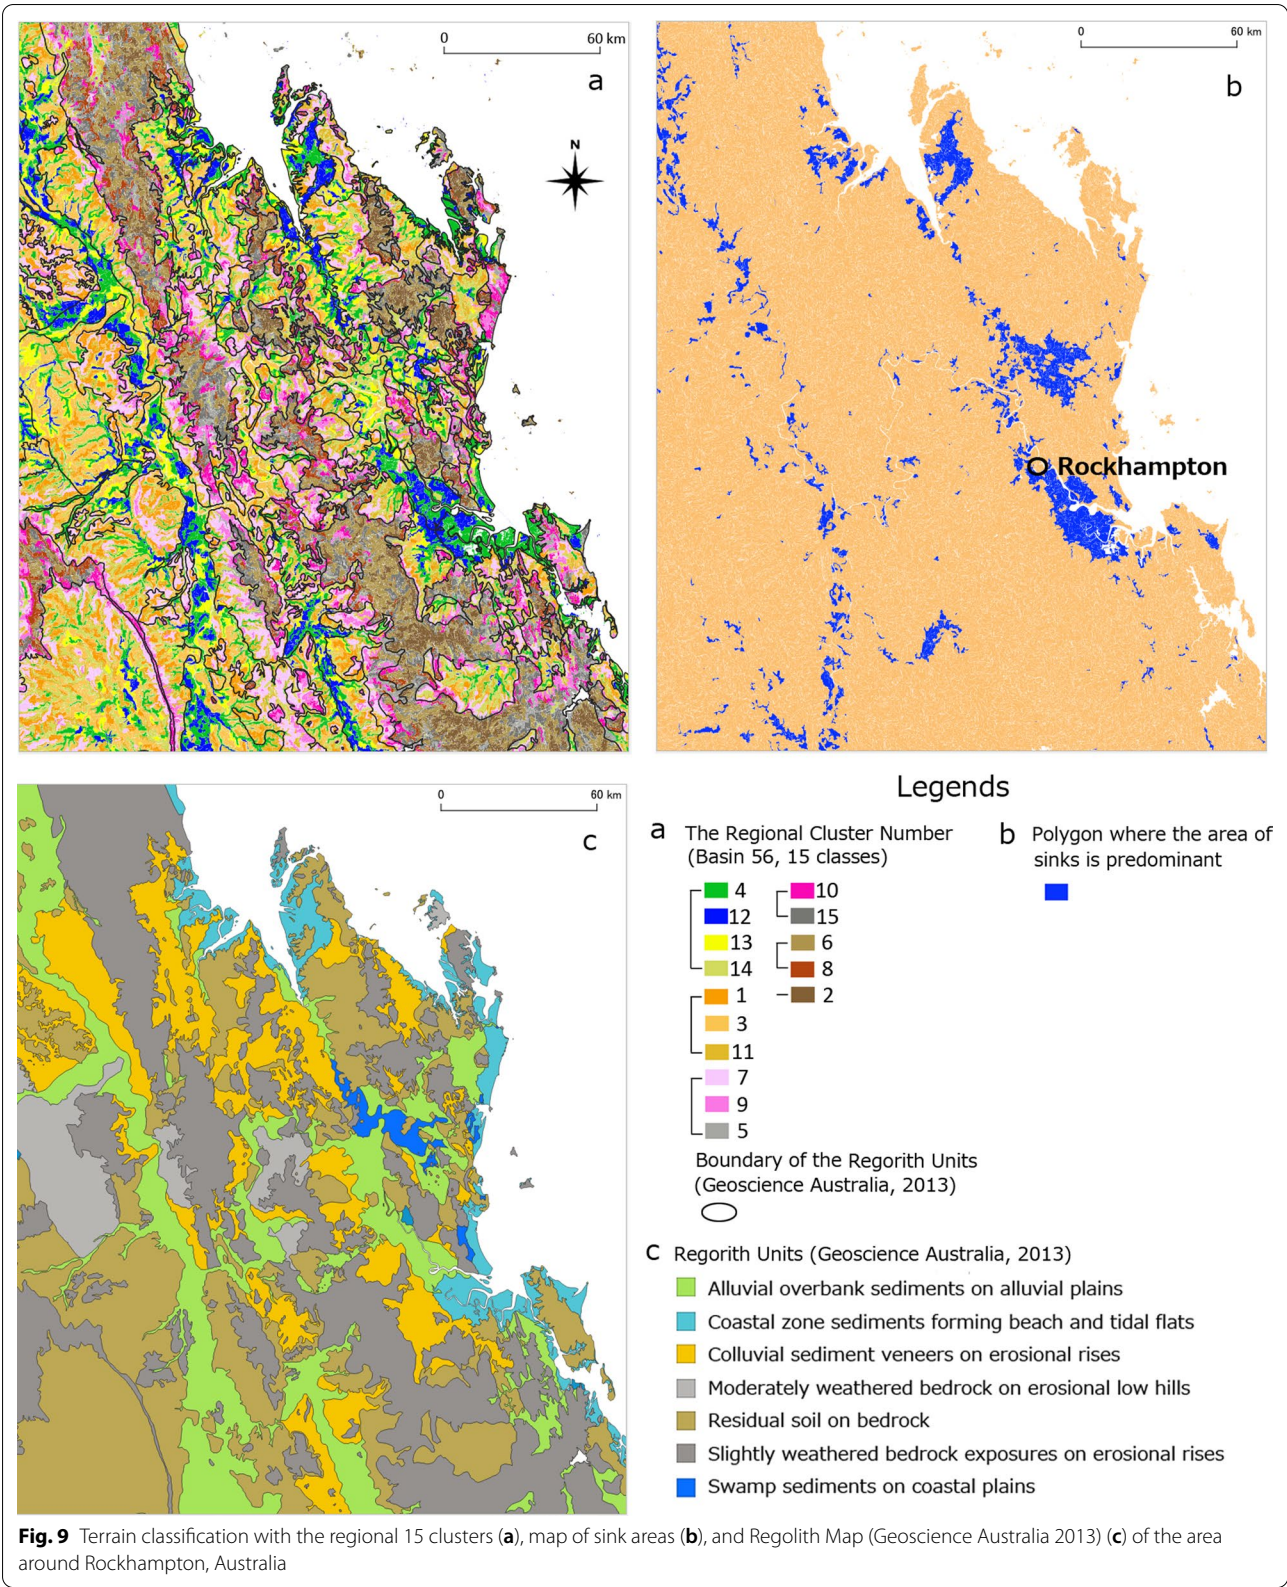 0 60 km
a
N
0 60 km
b
Rockhampton
0 60 km
c
Legends
a The Regional Cluster Number
(Basin 56, 15 classes)
4
12
13
14
1
3
11
7
9
5
10
15
6
8
2
Boundary of the Regorith Units
(Geoscience Australia, 2013)
b Polygon where the area of
sinks is predominant
c Regorith Units (Geoscience Australia, 2013)
Alluvial overbank sediments on alluvial plains
Coastal zone sediments forming beach and tidal flats
Colluvial sediment veneers on erosional rises
Moderately weathered bedrock on erosional low hills
Residual soil on bedrock
Slightly weathered bedrock exposures on erosional rises
Swamp sediments on coastal plains
Fig. 9 Terrain classification with the regional 15 clusters (a), map of sink areas (b), and Regolith Map (Geoscience Australia 2013) (c) of the area
around Rockhampton, Australia